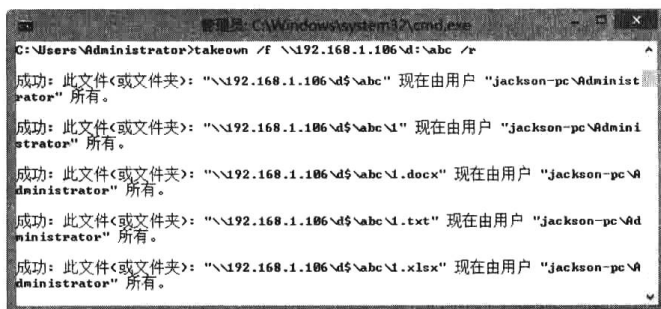 管理员: C:\Windows\system32\cmd.exe
C:\Users\Administrator>takeown /f \\192.168.1.106\d:\abc /r
成功: 此文件(或文件夹): "\\192.168.1.106\d$\abc" 现在由用户 "jackson-pc\Administ
rator" 所有。
成功: 此文件(或文件夹): "\\192.168.1.106\d$\abc\1" 现在由用户 "jackson-pc\Admini
strator" 所有。
成功: 此文件(或文件夹): "\\192.168.1.106\d$\abc\1.docx" 现在由用户 "jackson-pc\A
dministrator" 所有。
成功: 此文件(或文件夹): "\\192.168.1.106\d$\abc\1.txt" 现在由用户 "jackson-pc\Ad
ministrator" 所有。
成功: 此文件(或文件夹): "\\192.168.1.106\d$\abc\1.xlsx" 现在由用户 "jackson-pc\A
dministrator" 所有。